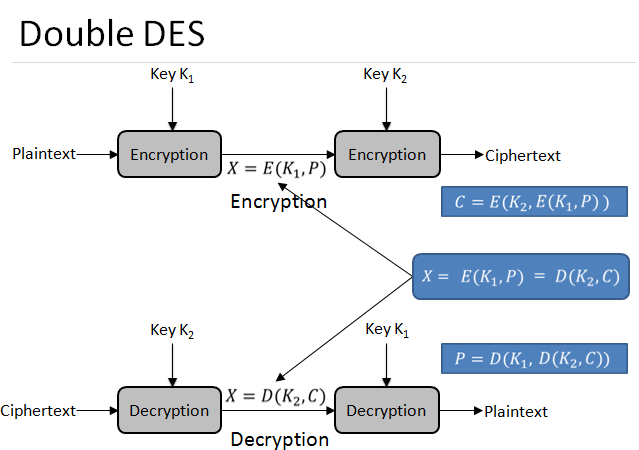 Double DES
Key K₁ Key K₂
Plaintext Encryption Encryption Ciphertext
X = E(K₁, P)
Encryption
C = E(K₂, E(K₁, P) )
X = E(K₁, P) = D(K₂, C)
Key K₂ Key K₁
P = D(K₁, D(K₂, C))
X = D(K₂, C)
Ciphertext Decryption Decryption Plaintext
Decryption